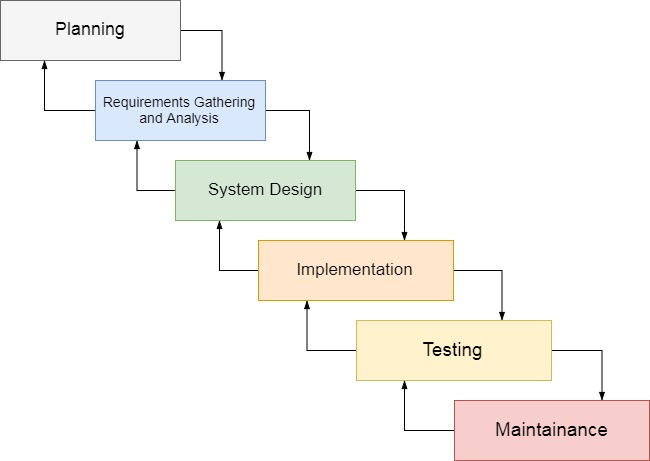 Planning
Requirements Gathering
and Analysis
System Design
Implementation
Testing
Maintainance